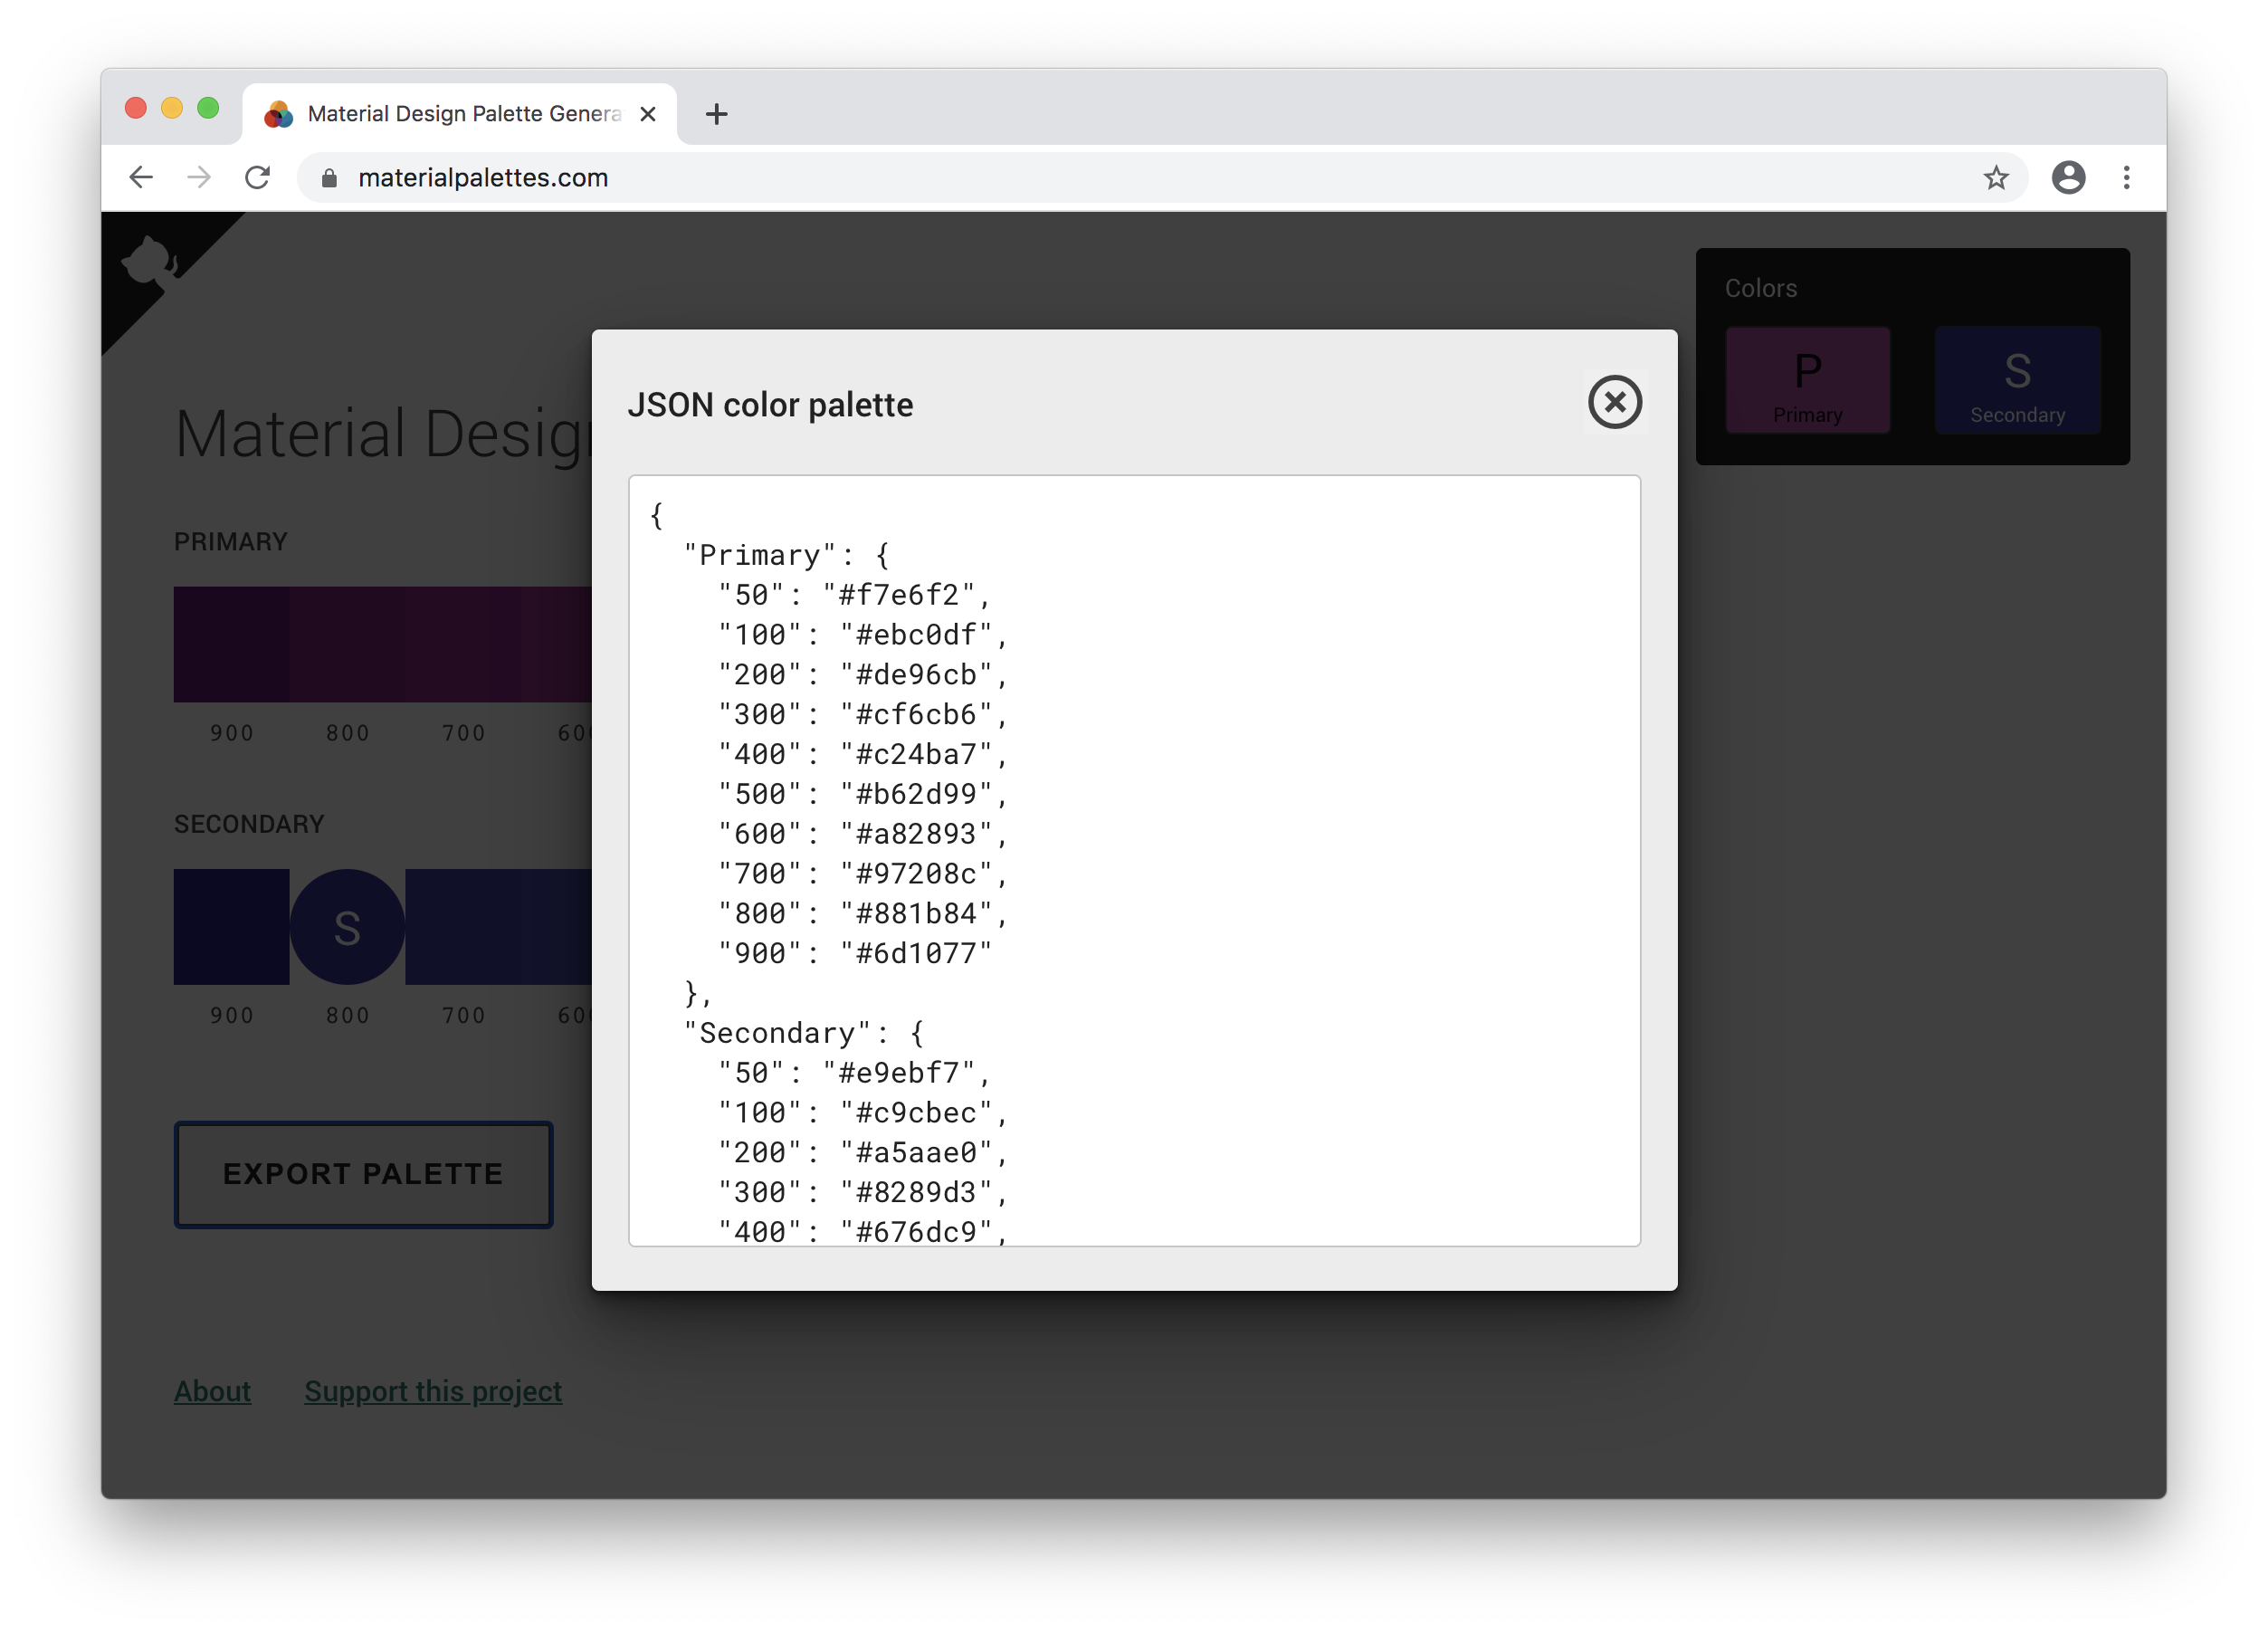 Material Design Palette Genera
materialpalettes.com
Colors
P
Primary
S
Secondary
Material Design
PRIMARY
900 800 700 600
SECONDARY
S
900 800 700 600
EXPORT PALETTE
About Support this project
JSON color palette
{
"Primary": {
"50": "#f7e6f2",
"100": "#ebc0df",
"200": "#de96cb",
"300": "#cf6cb6",
"400": "#c24ba7",
"500": "#b62d99",
"600": "#a82893",
"700": "#97208c",
"800": "#881b84",
"900": "#6d1077"
},
"Secondary": {
"50": "#e9ebf7",
"100": "#c9cbec",
"200": "#a5aae0",
"300": "#8289d3",
"400": "#676dc9",